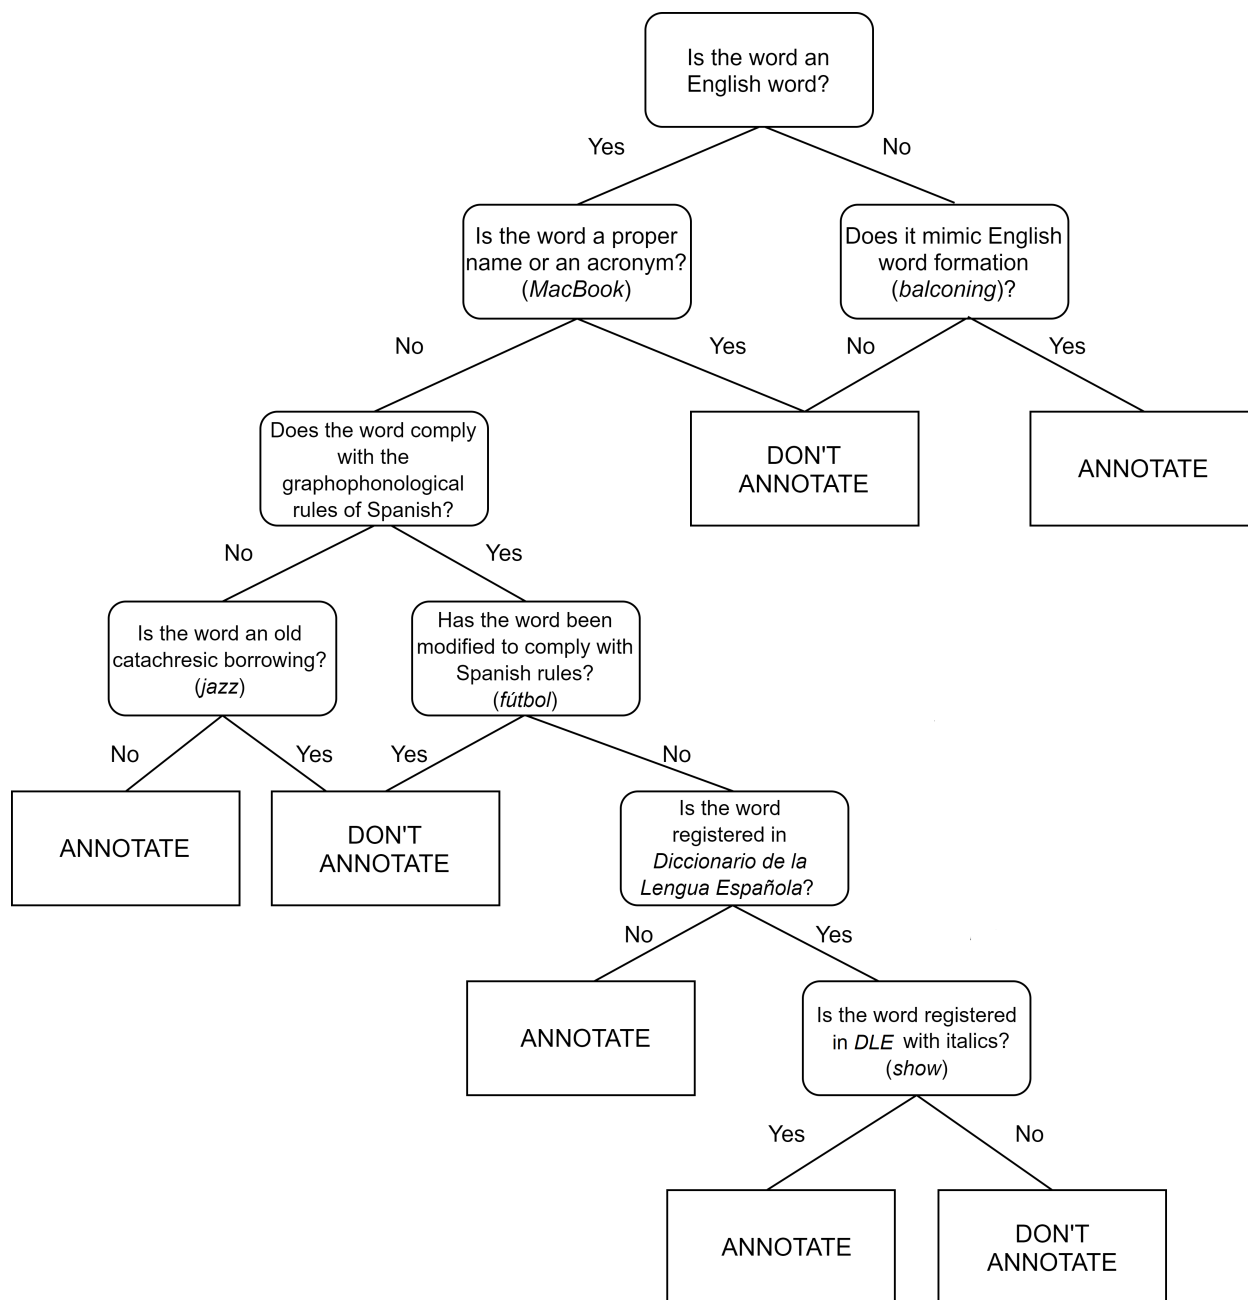 Is the word an
English word?
Yes
No
Is the word a proper
name or an acronym?
(MacBook)
Does it mimic English
word formation
(balconing)?
No
Yes
No
Yes
Does the word comply
with the
graphophonological
rules of Spanish?
DON'T
ANNOTATE
ANNOTATE
No
Yes
Is the word an old
catachresic borrowing?
(jazz)
Has the word been
modified to comply with
Spanish rules?
(fútbol)
No
Yes
Yes
No
ANNOTATE
DON'T
ANNOTATE
Is the word
registered in
Diccionario de la
Lengua Española?
No
Yes
ANNOTATE
Is the word registered
in DLE with italics?
(show)
Yes
No
ANNOTATE
DON'T
ANNOTATE